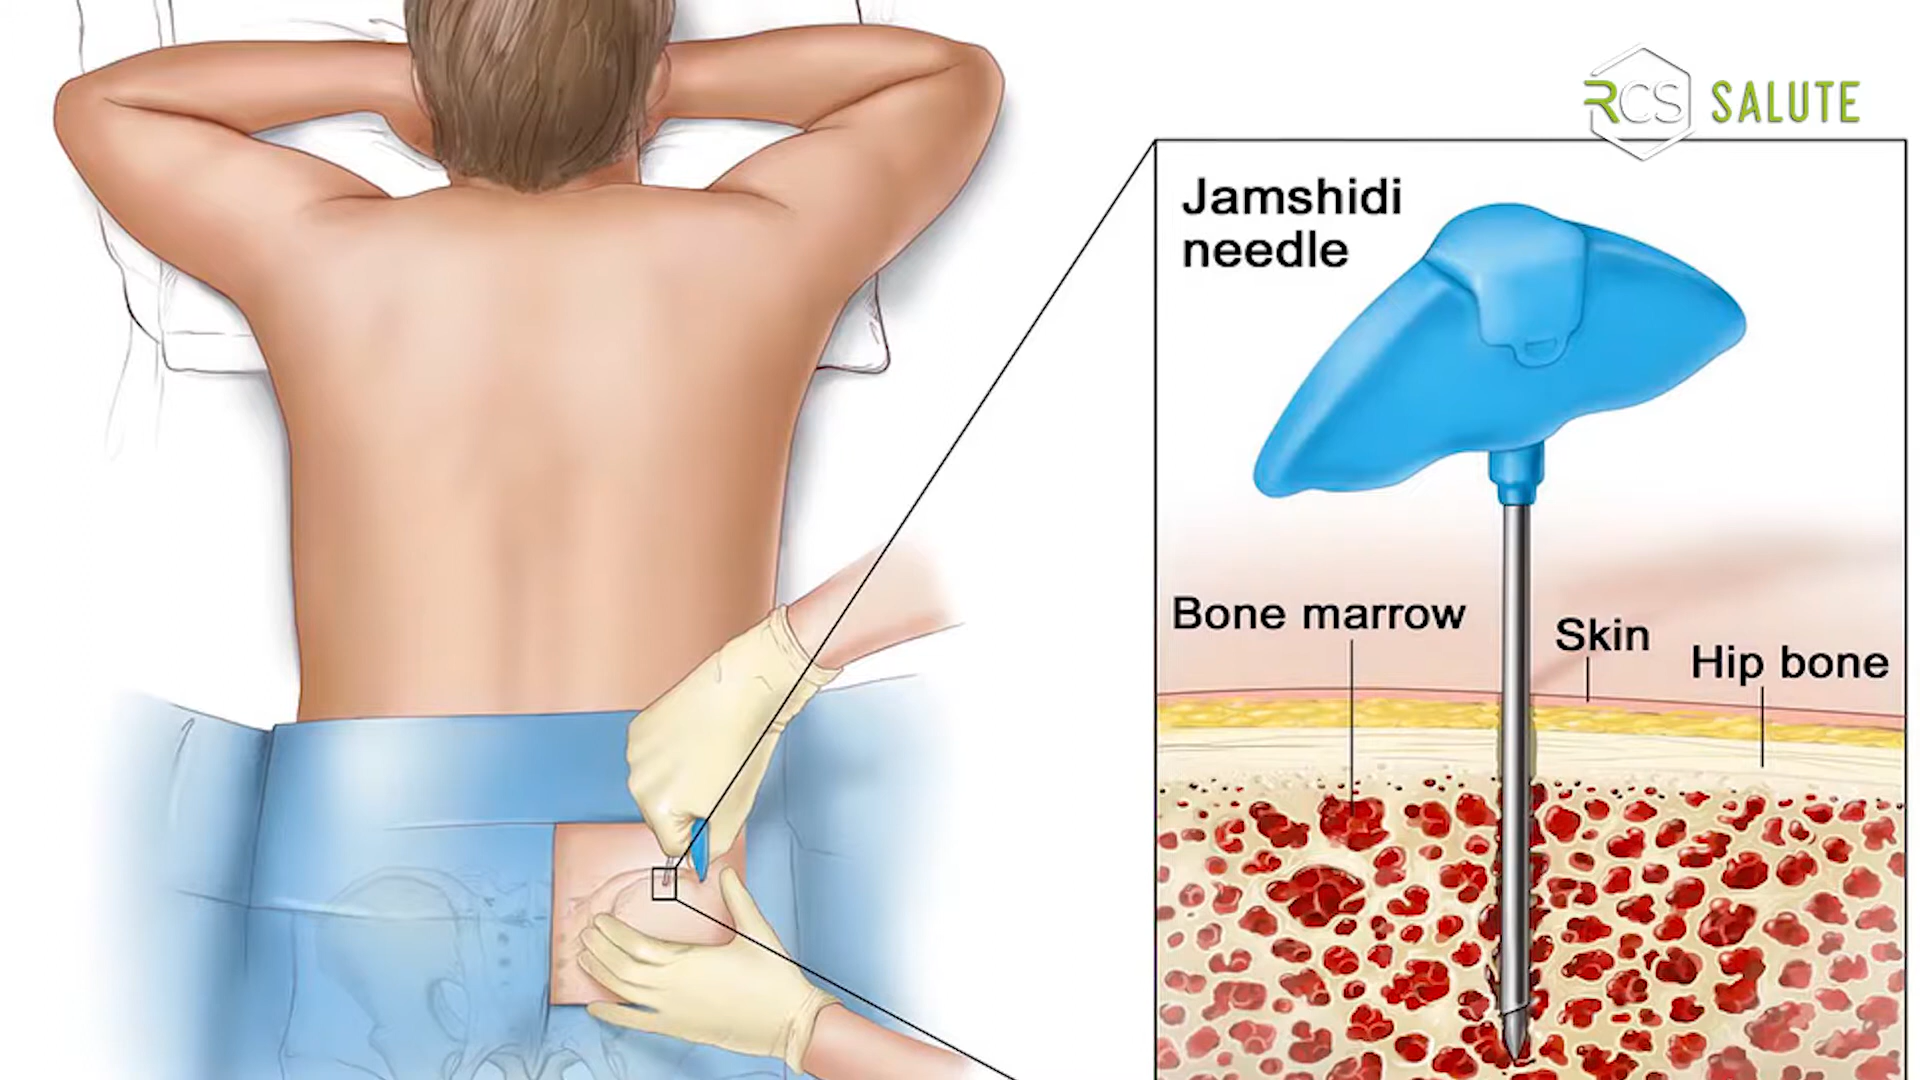 RCS SALUTE
Jamshidi
needle
Bone marrow
Skin
Hip bone